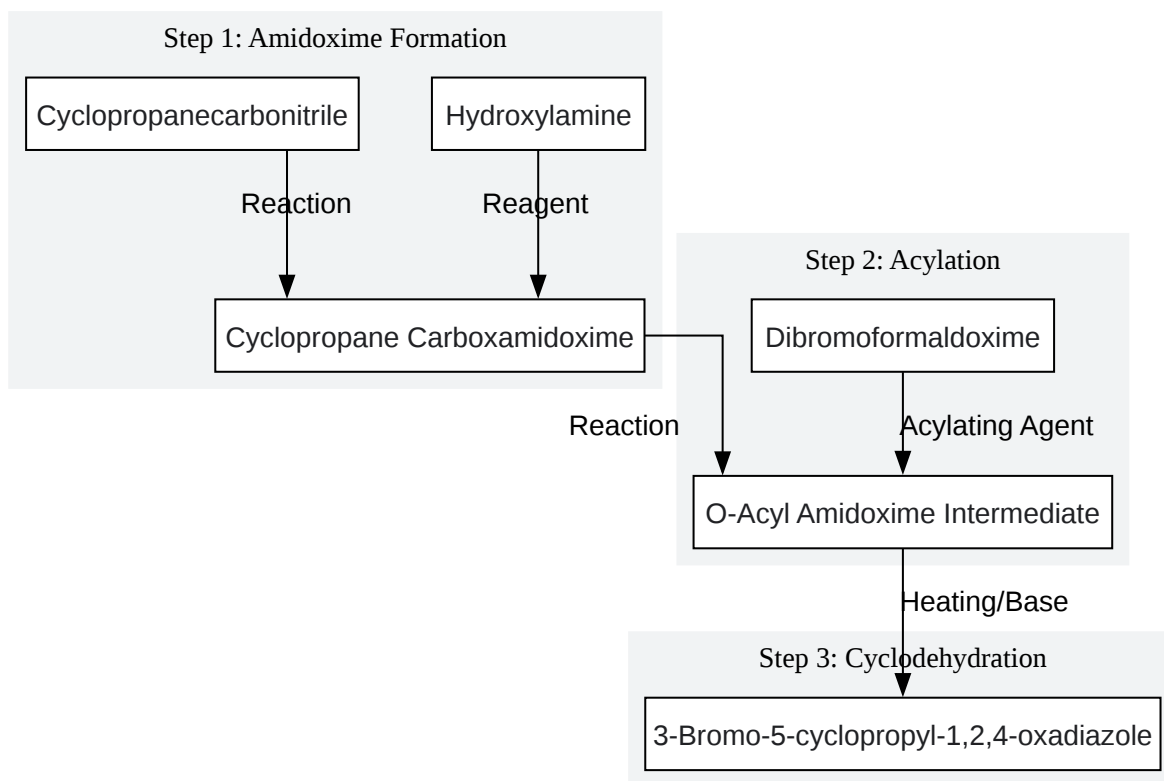 Step 1: Amidoxime Formation
Cyclopropanecarbonitrile
Hydroxylamine
Reaction
Reagent
Cyclopropane Carboxamidoxime
Step 2: Acylation
Dibromoformaldoxime
Reaction
Acylating Agent
O-Acyl Amidoxime Intermediate
Heating/Base
Step 3: Cyclodehydration
3-Bromo-5-cyclopropyl-1,2,4-oxadiazole